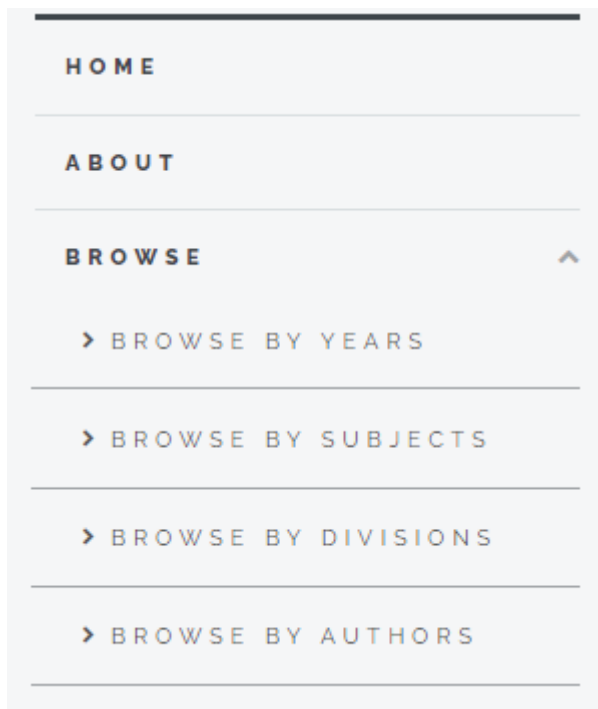 HOME
ABOUT
BROWSE
BROWSE BY YEARS
BROWSE BY SUBJECTS
BROWSE BY DIVISIONS
BROWSE BY AUTHORS